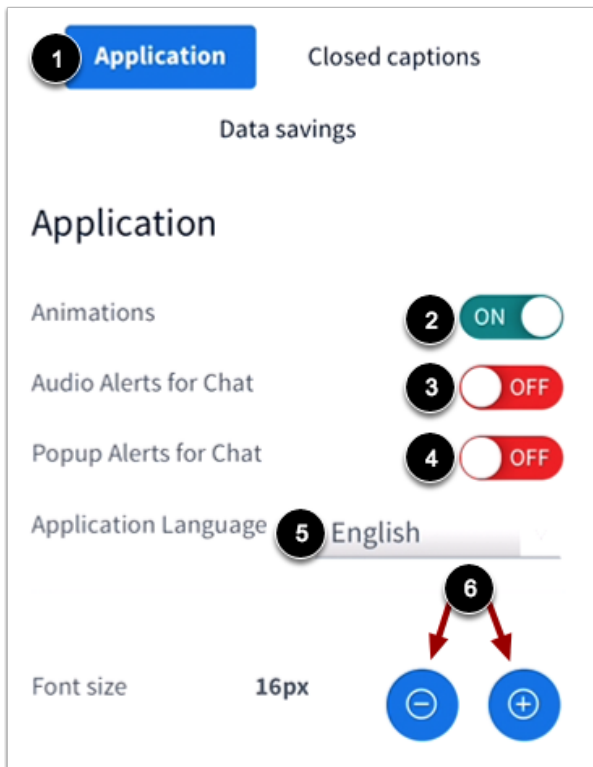 1 Application Closed captions
Data savings
Application
Animations 2 ON
Audio Alerts for Chat 3 OFF
Popup Alerts for Chat 4 OFF
Application Language 5 English
6
Font size 16px